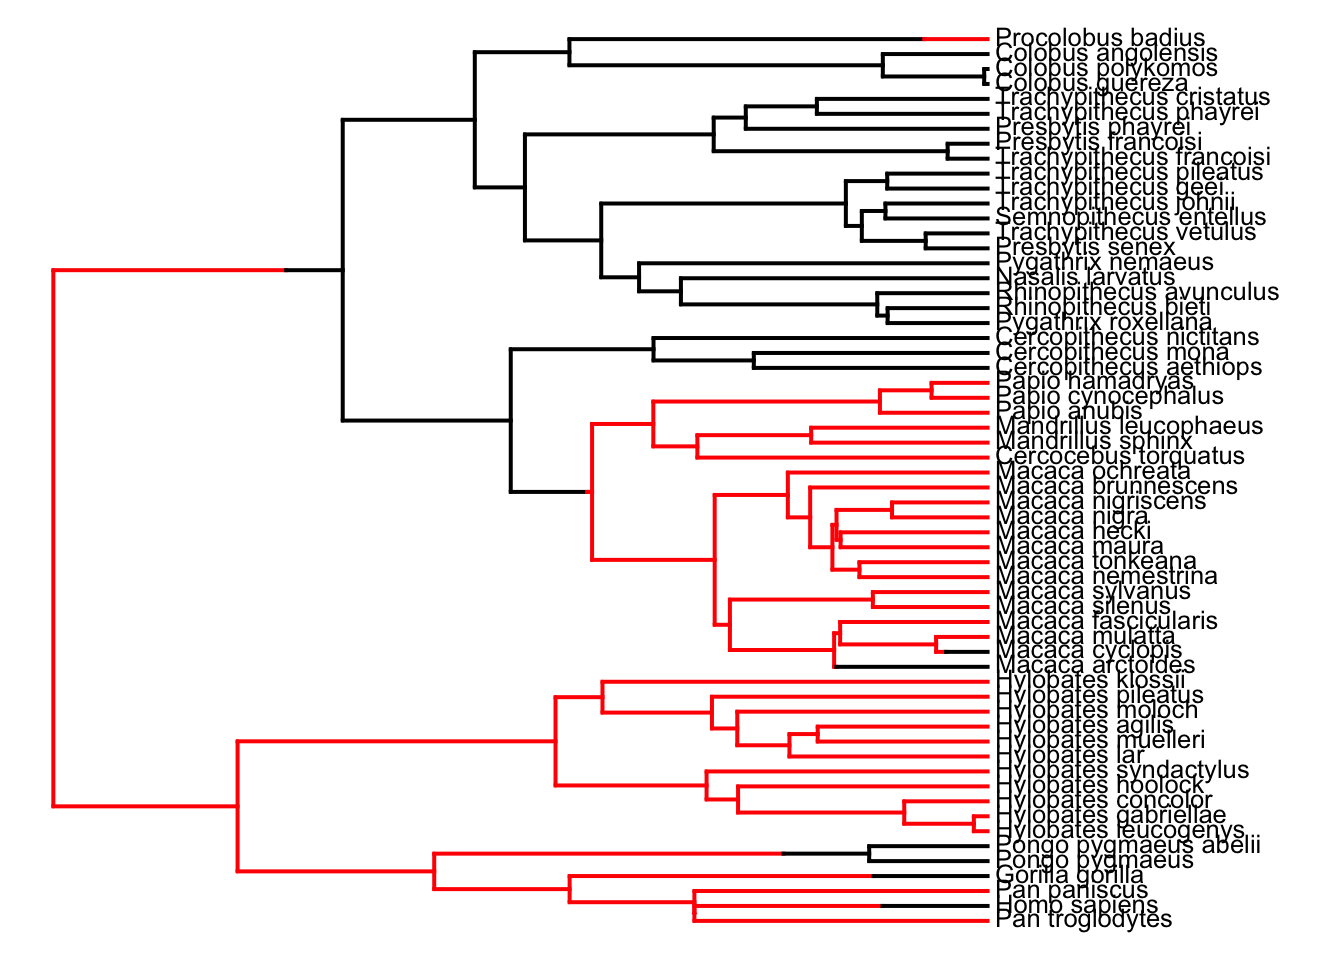 Procolobus badius
Colobus angolensis
Colobus polykomos
Colobus guereza
Trachypithecus cristatus
Trachypithecus phayrei
Presbytis phayrei
Presbytis francoisi
Trachypithecus francoisi
Trachypithecus pileatus
Trachypithecus geei
Trachypithecus johnii
Semnopithecus entellus
Trachypithecus vetulus
Presbytis senex
Pygathrix nemaeus
Nasalis larvatus
Rhinopithecus avunculus
Rhinopithecus bieti
Pygathrix roxellana
Cercopithecus nictitans
Cercopithecus mona
Cercopithecus aethiops
Papio hamadryas
Papio cynocephalus
Papio anubis
Mandrillus leucophaeus
Mandrillus sphinx
Cercocebus torquatus
Macaca ochreata
Macaca brunnescens
Macaca nigriscens
Macaca nigra
Macaca hecki
Macaca maura
Macaca tonkeana
Macaca nemestrina
Macaca sylvanus
Macaca silenus
Macaca fascicularis
Macaca mulatta
Macaca cyclopis
Macaca arctoides
Hylobates klossii
Hylobates pileatus
Hylobates moloch
Hylobates agilis
Hylobates muelleri
Hylobates lar
Hylobates syndactylus
Hylobates hoolock
Hylobates concolor
Hylobates gabriellae
Hylobates leucogenys
Pongo pygmaeus abelii
Pongo pygmaeus
Gorilla gorilla
Pan paniscus
Homo sapiens
Pan troglodytes